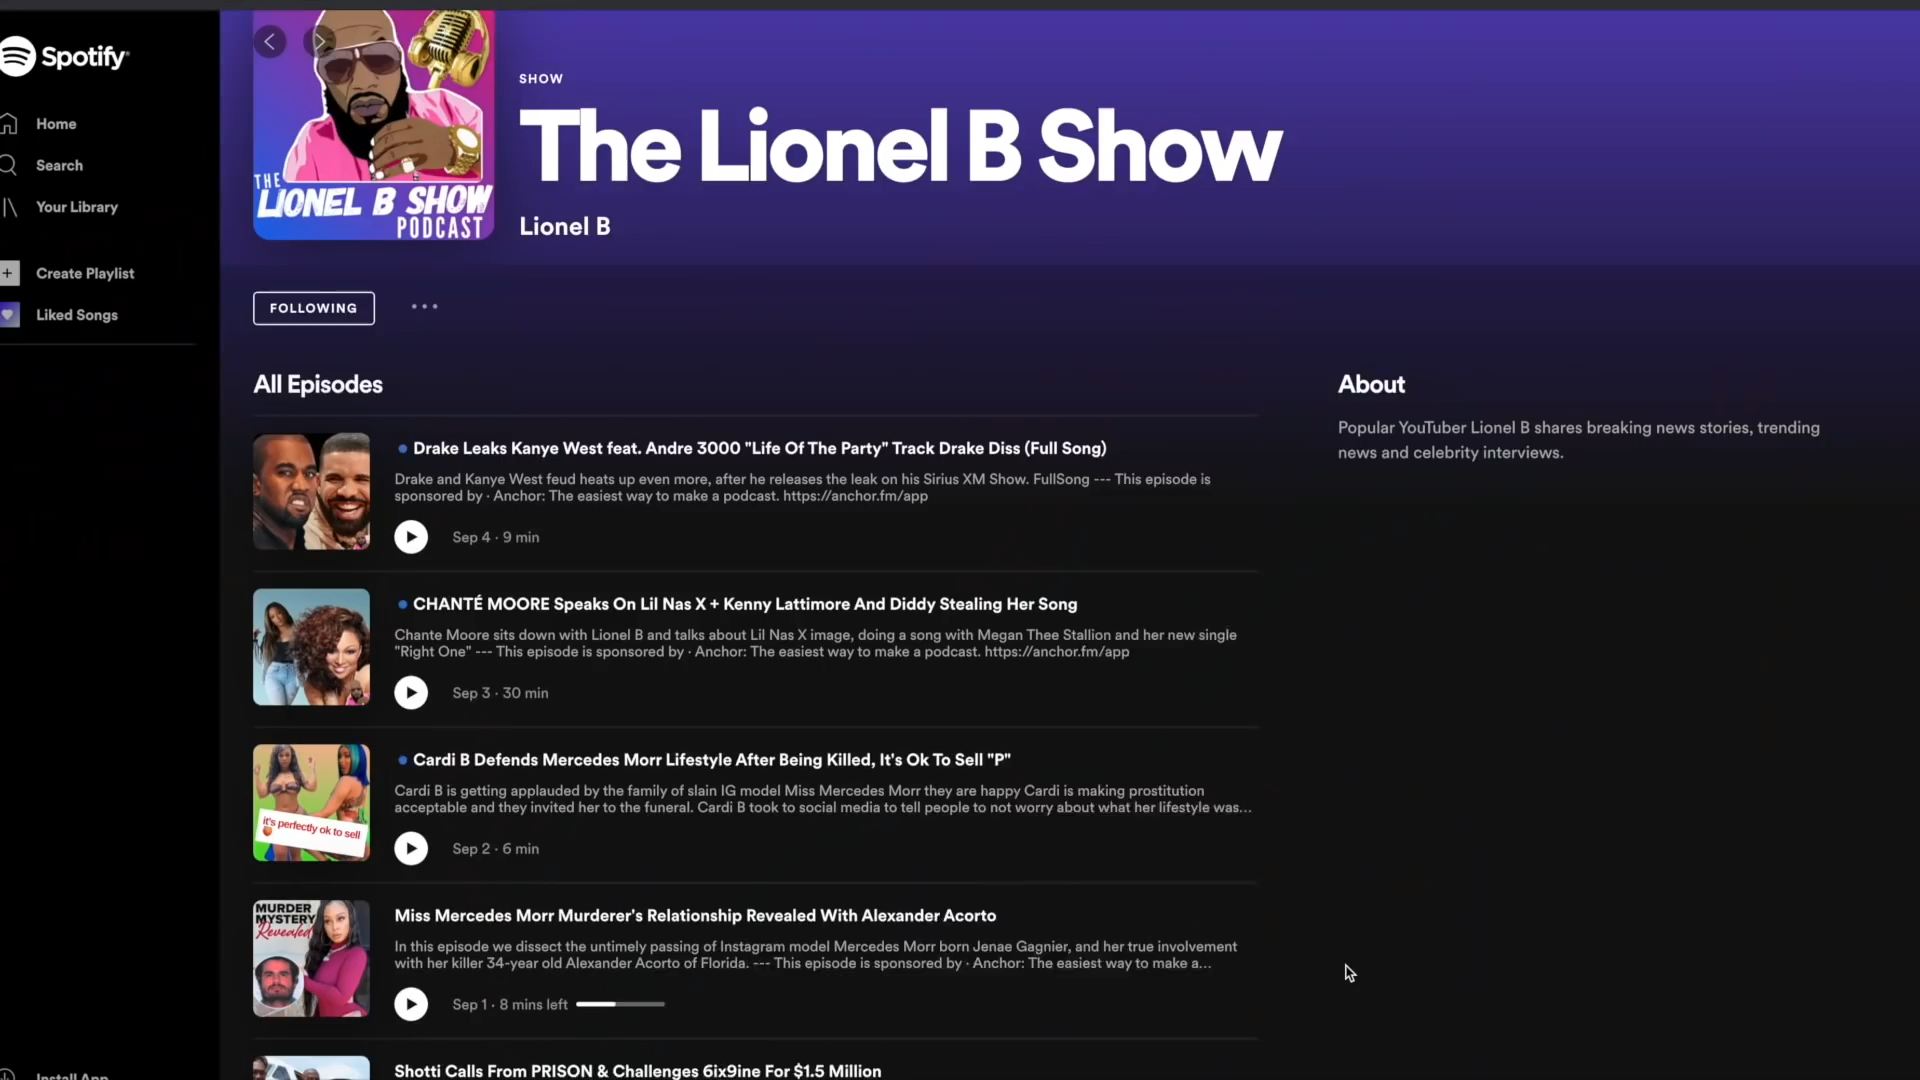 Spotify
Home
Search
Your Library
Create Playlist
Liked Songs
Install App
THE
LIONEL B SHOW
PODCAST
SHOW
The Lionel B Show
Lionel B
FOLLOWING
All Episodes
Drake Leaks Kanye West feat. Andre 3000 "Life Of The Party" Track Drake Diss (Full Song)
Drake and Kanye West feud heats up even more, after he releases the leak on his Sirius XM Show. FullSong --- This episode is
sponsored by · Anchor: The easiest way to make a podcast. https://anchor.fm/app
Sep 4 · 9 min
CHANTÉ MOORE Speaks On Lil Nas X + Kenny Lattimore And Diddy Stealing Her Song
Chante Moore sits down with Lionel B and talks about Lil Nas X image, doing a song with Megan Thee Stallion and her new single
"Right One" --- This episode is sponsored by · Anchor: The easiest way to make a podcast. https://anchor.fm/app
Sep 3 · 30 min
it's perfectly ok to sell
Cardi B Defends Mercedes Morr Lifestyle After Being Killed, It's Ok To Sell "P"
Cardi B is getting applauded by the family of slain IG model Miss Mercedes Morr they are happy Cardi is making prostitution
acceptable and they invited her to the funeral. Cardi B took to social media to tell people to not worry about what her lifestyle was...
Sep 2 · 6 min
MURDER
MYSTERY
Revealed
Miss Mercedes Morr Murderer's Relationship Revealed With Alexander Acorto
In this episode we dissect the untimely passing of Instagram model Mercedes Morr born Jenae Gagnier, and her true involvement
with her killer 34-year old Alexander Acorto of Florida. --- This episode is sponsored by · Anchor: The easiest way to make a...
Sep 1 · 8 mins left
Shotti Calls From PRISON & Challenges 6ix9ine For $1.5 Million
About
Popular YouTuber Lionel B shares breaking news stories, trending
news and celebrity interviews.